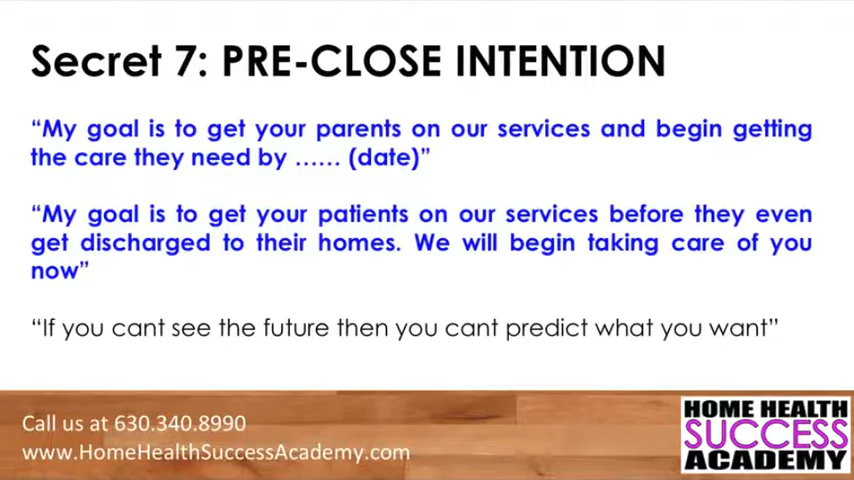 Secret 7: PRE-CLOSE INTENTION
“My goal is to get your parents on our services and begin getting
the care they need by ...... (date)”
“My goal is to get your patients on our services before they even
get discharged to their homes. We will begin taking care of you
now”
“If you cant see the future then you cant predict what you want”
Call us at 630.340.8990
www.HomeHealthSuccessAcademy.com
HOME HEALTH
SUCCESS
ACADEMY